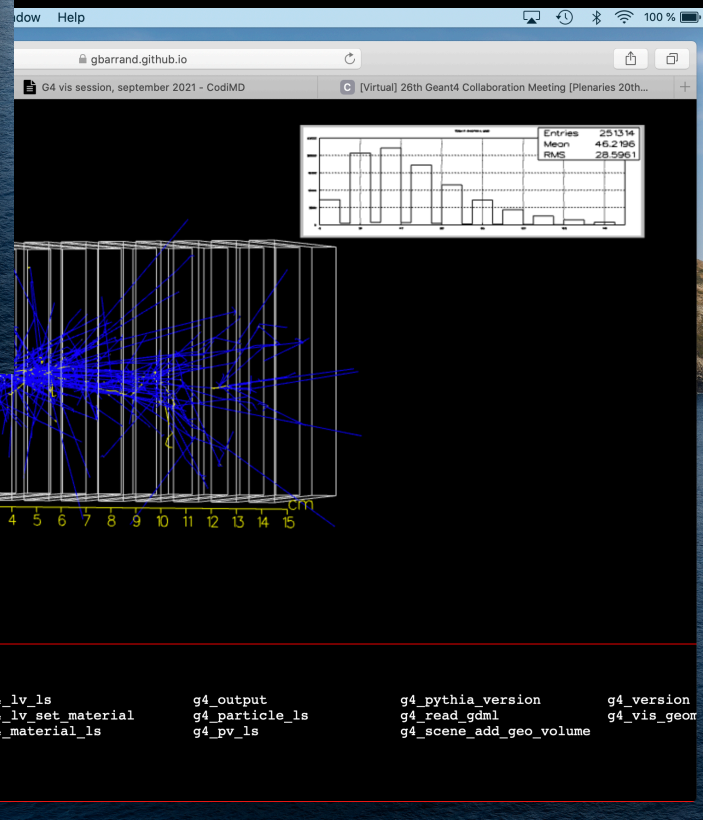 dow Help 100 %
gbarrand.github.io
G4 vis session, september 2021 - CodiMD
C [Virtual] 26th Geant4 Collaboration Meeting [Plenaries 20th...
Entries 251314
Mean 46.2196
RMS 28.5961
cm
4 5 6 7 8 9 10 11 12 13 14 15
_lv_ls g4_output g4_pythia_version g4_version
_lv_set_material g4_particle_ls g4_read_gdml g4_vis_geom
_material_ls g4_pv_ls g4_scene_add_geo_volume